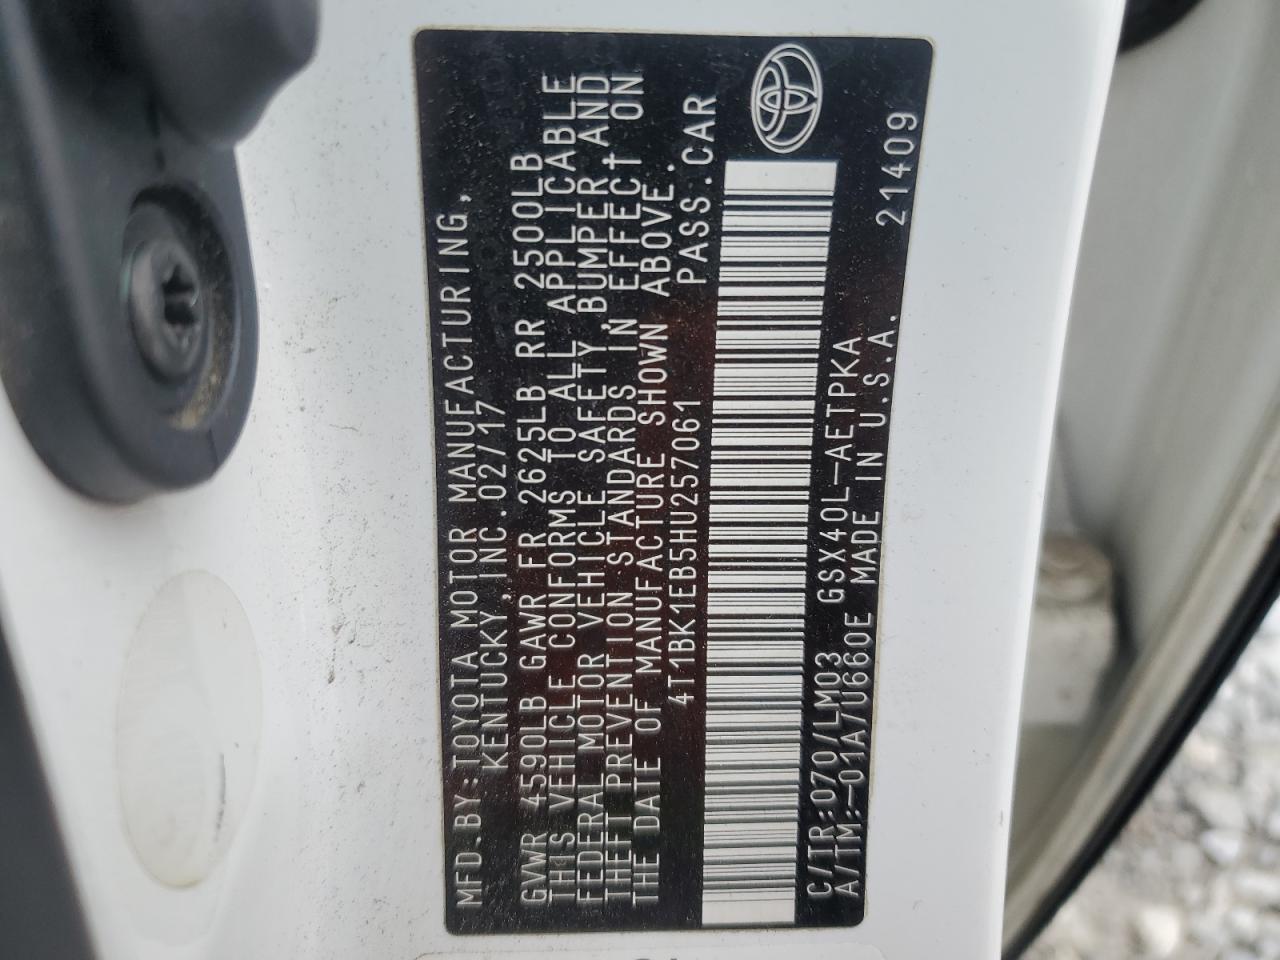 MFD.BY:TOYOTA MOTOR MANUFACTURING,
KENTUCKY,INC.02/17
GVWR 4590LB GAWR FR 2625LB RR 2500LB
THIS VEHICLE CONFORMS TO ALL APPLICABLE
FEDERAL MOTOR VEHICLE SAFETY,BUMPER,AND
THEFT PREVENTION STANDARDS IN EFFECT ON
THE DATE OF MANUFACTURE SHOWN ABOVE.
4T1BK1EB5HU257061 PASS.CAR
C/TR:070/LM03 GSX40L-AETPKA
A/TM:-01A/U660E MADE IN U.S.A. 21409